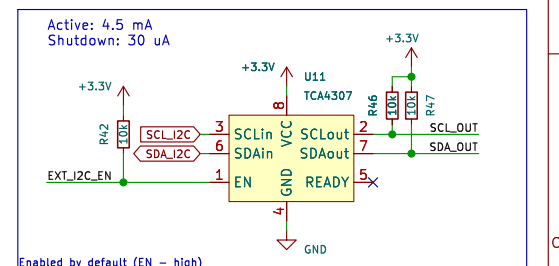 Active: 4.5 mA
Shutdown: 30 uA
+3.3V
+3.3V
+3.3V
U11
TCA4307
R42
10k
R46
10k
R47
10k
SCL_I2C
3
SCLin
VCC
8
SCLout
2
SCL_OUT
SDA_I2C
6
SDAin
SDAout
7
SDA_OUT
EXT_I2C_EN
1
EN
GND
4
READY
5
GND
Enabled by default (EN - high)